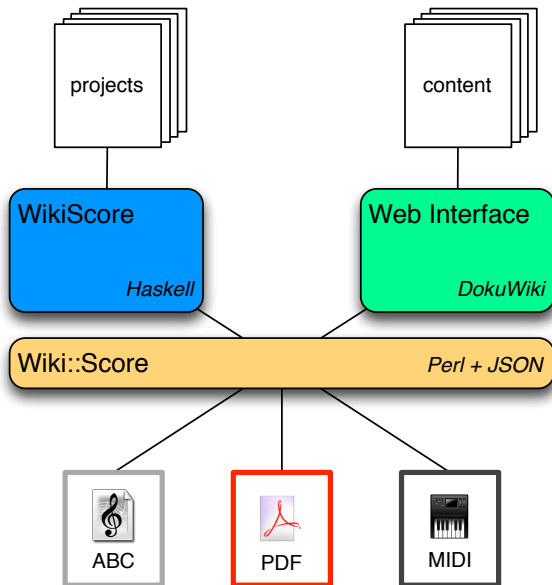 projects
content
WikiScore
Haskell
Web Interface
DokuWiki
Wiki::Score
Perl + JSON
ABC
PDF
MIDI